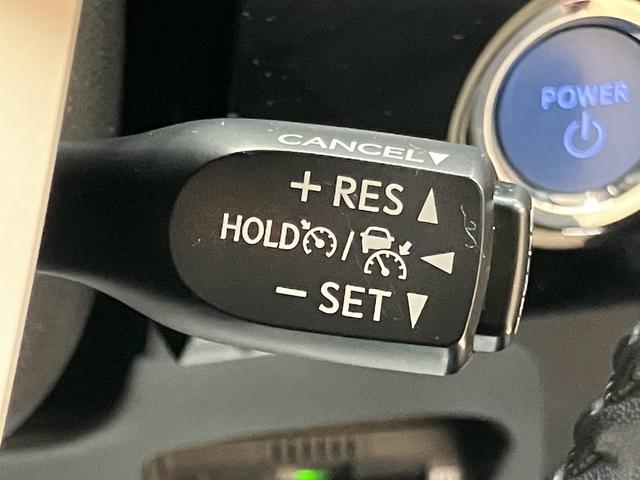 POWER
CANCEL▼
+ RES ▲
HOLD / ◀
− SET ▼